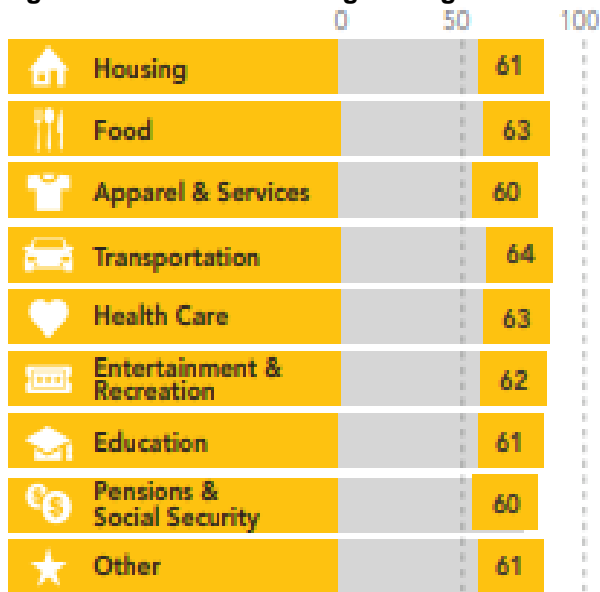 0 50 100
Housing 61
Food 63
Apparel & Services 60
Transportation 64
Health Care 63
Entertainment &
Recreation 62
Education 61
Pensions &
Social Security 60
Other 61